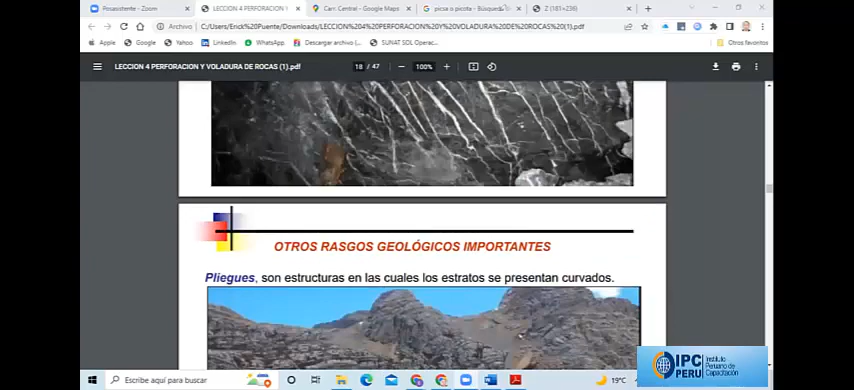 Posasistente - Zoom
LECCION 4 PERFORACION Y
Carr. Central - Google Maps
picsa o picota - Búsqued
Z (181+236)
Archivo
C:/Users/Erick%20Puente/Downloads/LECCION%204%20PERFORACION%20Y%20VOLADURA%20DE%20ROCAS%20(1).pdf
Apple
Google
Yahoo
LinkedIn
WhatsApp
Descargar archivo |...
SUNAT SOL Operac...
Otros favoritos
LECCION 4 PERFORACION Y VOLADURA DE ROCAS (1).pdf
18 / 47
100%
OTROS RASGOS GEOLÓGICOS IMPORTANTES
Pliegues, son estructuras en las cuales los estratos se presentan curvados.
Escribe aquí para buscar
19°C
IPC PERU
Instituto
Peruano de
Capacitación